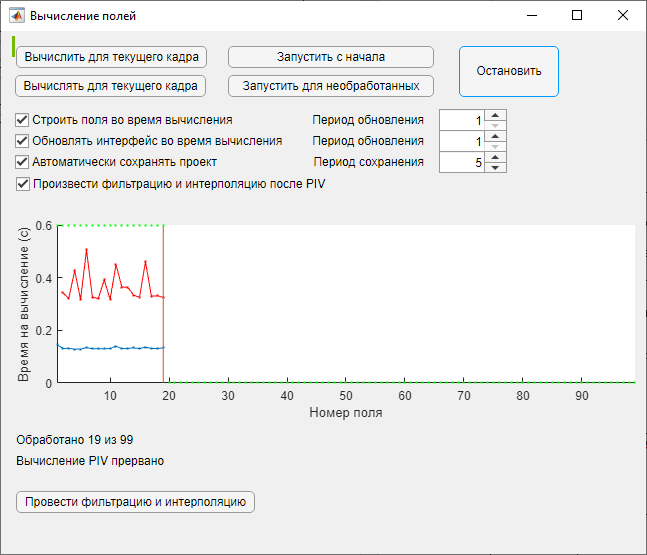 Вычисление полей
Вычислить для текущего кадра
Запустить с начала
Остановить
Вычислять для текущего кадра
Запустить для необработанных
Строить поля во время вычисления
Период обновления
1
Обновлять интерфейс во время вычисления
Период обновления
1
Автоматически сохранять проект
Период сохранения
5
Произвести фильтрацию и интерполяцию после PIV
Время на вычисление (с)
0.6
0.4
0.2
0
10 20 30 40 50 60 70 80 90
Номер поля
Обработано 19 из 99
Вычисление PIV прервано
Провести фильтрацию и интерполяцию